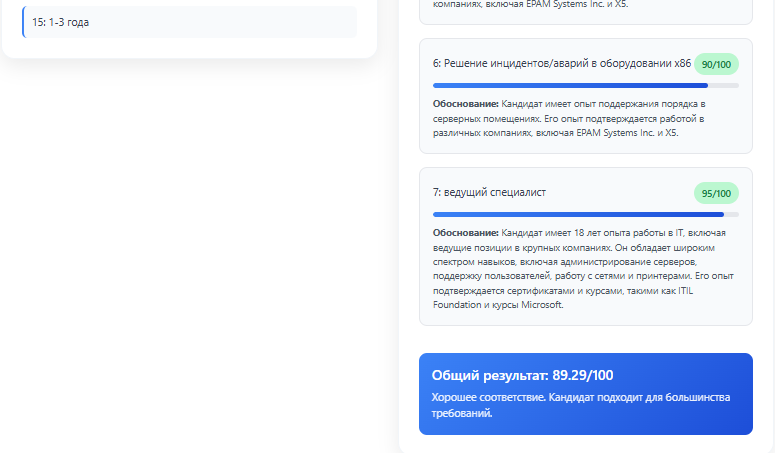 15: 1-3 года
компаниях, включая EPAM Systems Inc. и X5.
6: Решение инцидентов/аварий в оборудовании x86 90/100
Обоснование: Кандидат имеет опыт поддержания порядка в
серверных помещениях. Его опыт подтверждается работой в
различных компаниях, включая EPAM Systems Inc. и X5.
7: ведущий специалист 95/100
Обоснование: Кандидат имеет 18 лет опыта работы в IT, включая
ведущие позиции в крупных компаниях. Он обладает широким
спектром навыков, включая администрирование серверов,
поддержку пользователей, работу с сетями и принтерами. Его опыт
подтверждается сертификатами и курсами, такими как ITIL
Foundation и курсы Microsoft.
Общий результат: 89.29/100
Хорошее соответствие. Кандидат подходит для большинства
требований.